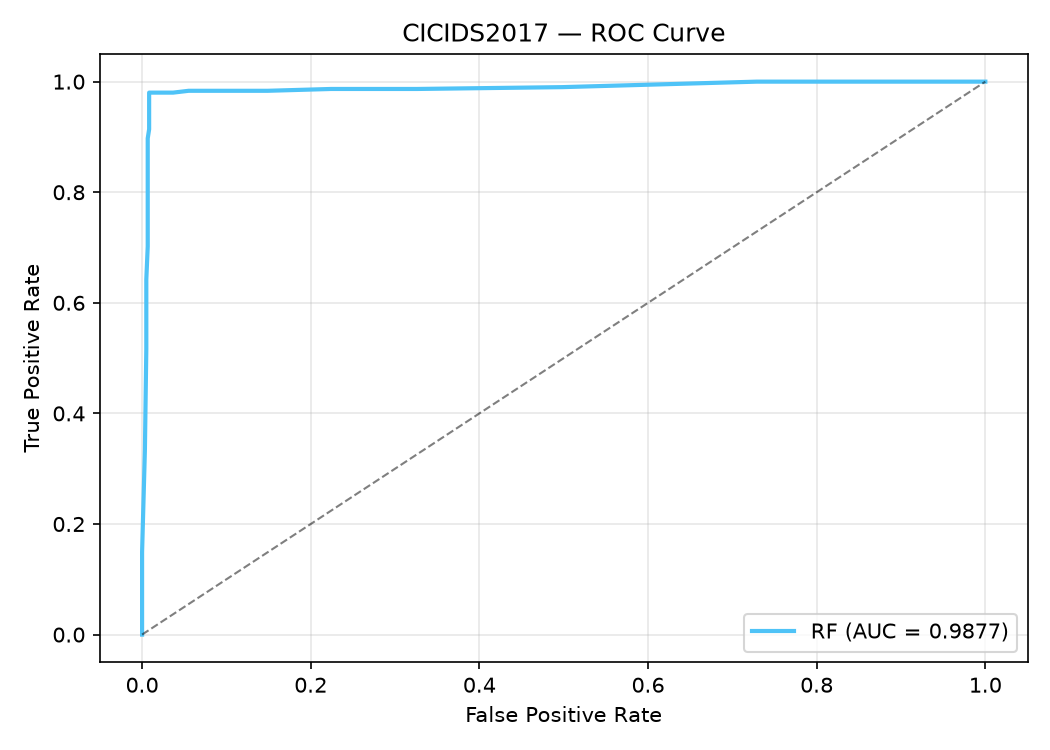 CICIDS2017 — ROC Curve
True Positive Rate
1.0
0.8
0.6
0.4
0.2
0.0
RF (AUC = 0.9877)
0.0 0.2 0.4 0.6 0.8 1.0
False Positive Rate